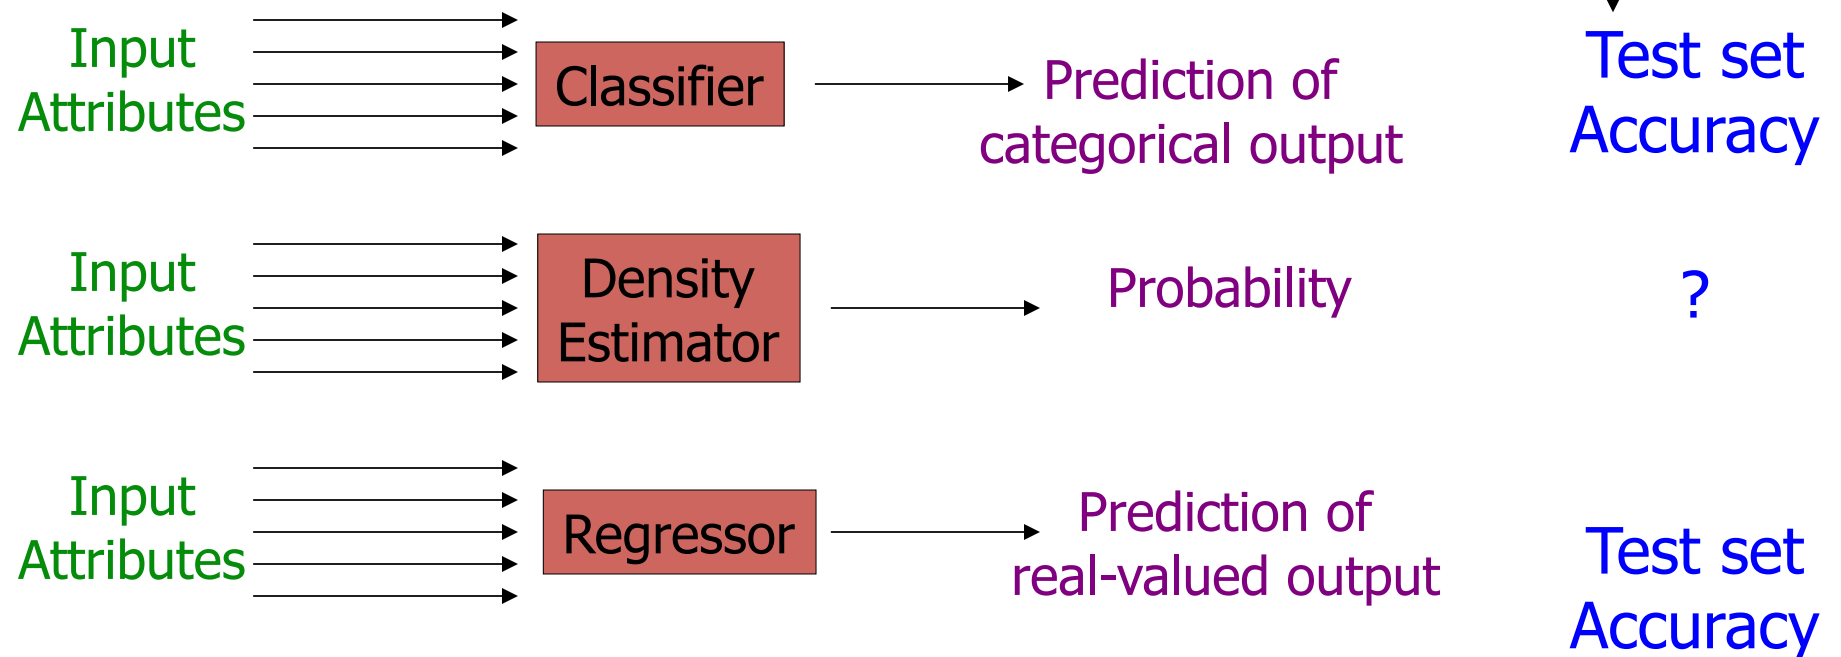 Input
Attributes
Classifier
Prediction of
categorical output
Test set
Accuracy
Input
Attributes
Density
Estimator
Probability
?
Input
Attributes
Regressor
Prediction of
real-valued output
Test set
Accuracy